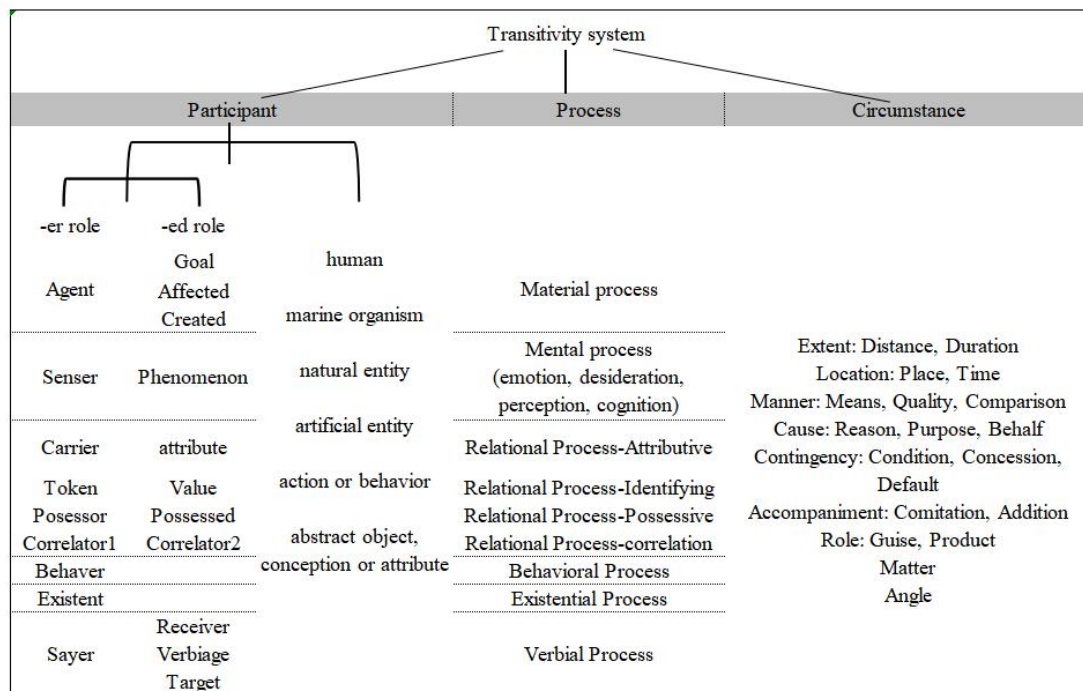 Transitivity system
Participant Process Circumstance
-er role -ed role
Agent Goal
Affected
Created
human
marine organism
natural entity
artificial entity
action or behavior
abstract object,
conception or attribute
Material process
Senser Phenomenon
Mental process
(emotion, desideration,
perception, cognition)
Carrier attribute
Relational Process-Attributive
Token Value
Relational Process-Identifying
Posessor Possessed
Relational Process-Possessive
Correlator1 Correlator2
Relational Process-correlation
Behaver
Behavioral Process
Existent
Existential Process
Sayer Receiver
Verbiage
Target
Verbial Process
Extent: Distance, Duration
Location: Place, Time
Manner: Means, Quality, Comparison
Cause: Reason, Purpose, Behalf
Contingency: Condition, Concession,
Default
Accompaniment: Comitation, Addition
Role: Guise, Product
Matter
Angle